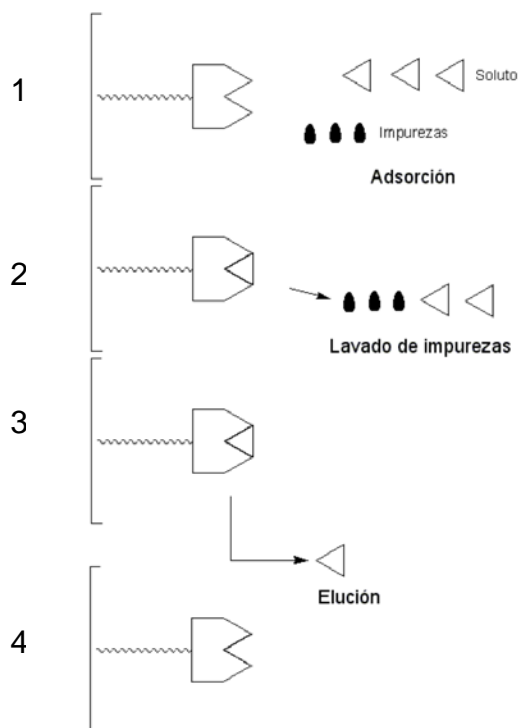 1
Soluto
Impurezas
Adsorción
2
Lavado de impurezas
3
Elución
4